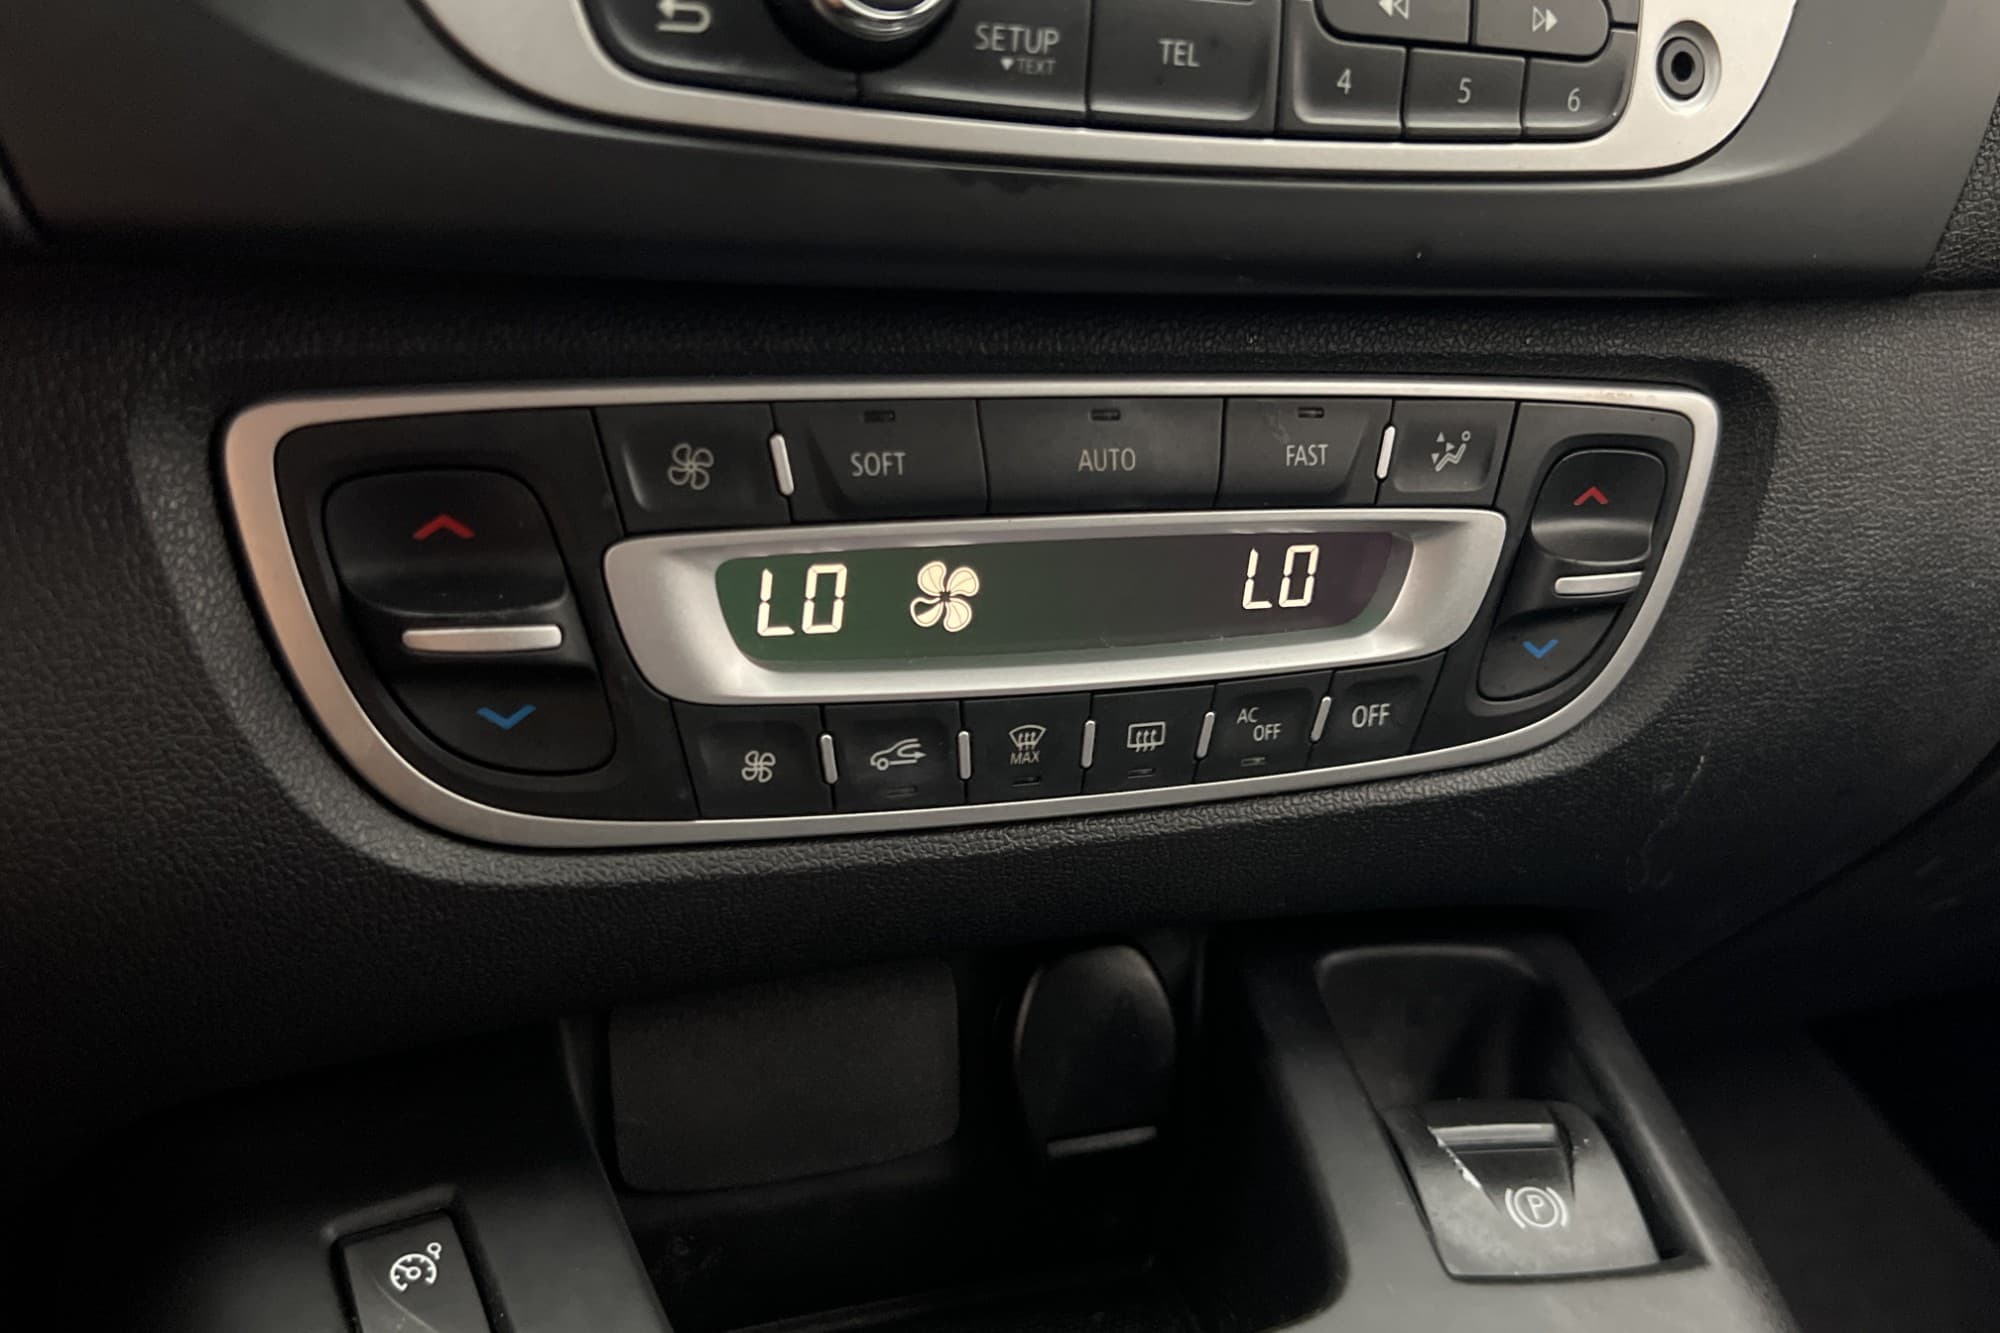 SETUP
▼TEXT
TEL
4
5
6
SOFT
AUTO
FAST
LO
LO
MAX
AC
OFF
OFF
P